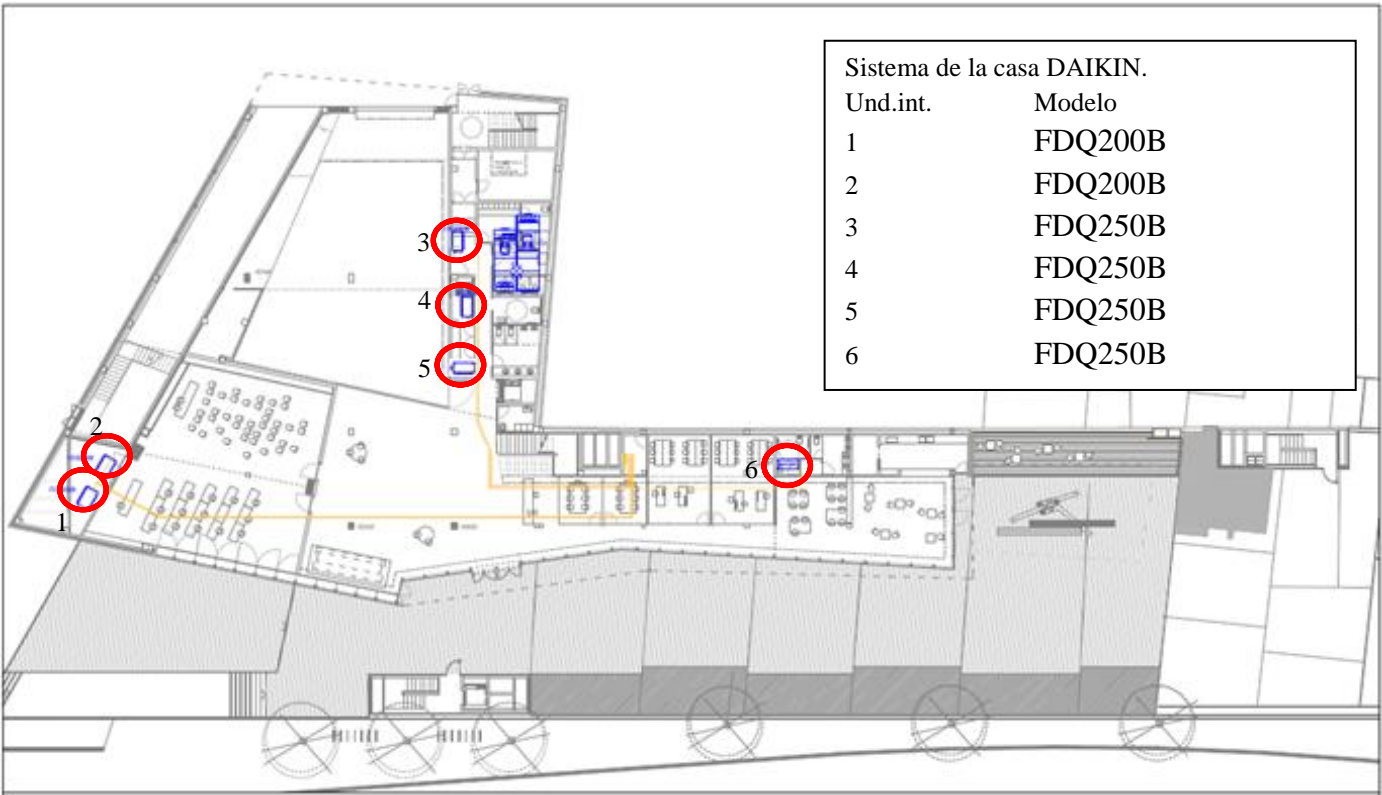 Sistema de la casa DAIKIN.
Und.int. Modelo
1 FDQ200B
2 FDQ200B
3 FDQ250B
4 FDQ250B
5 FDQ250B
6 FDQ250B
3
4
5
2
6
1